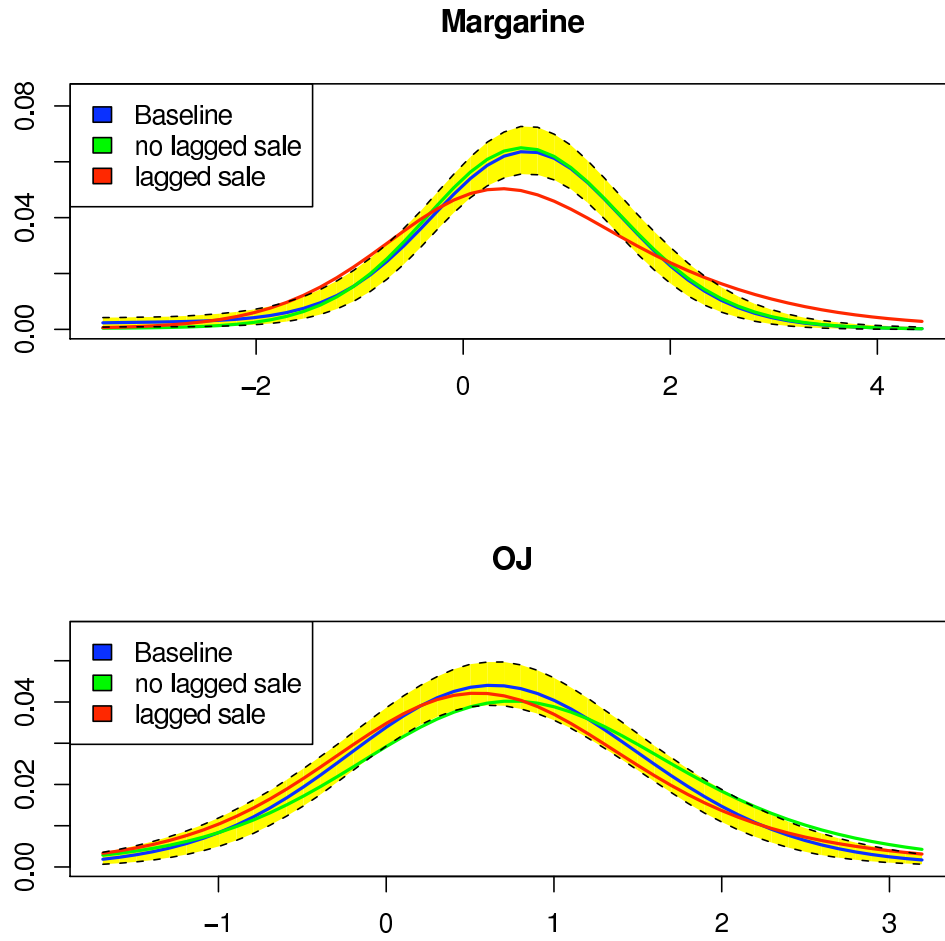 Margarine
Baseline
no lagged sale
lagged sale
0.08
0.04
0.00
−2 0 2 4
OJ
Baseline
no lagged sale
lagged sale
0.04
0.02
0.00
−1 0 1 2 3